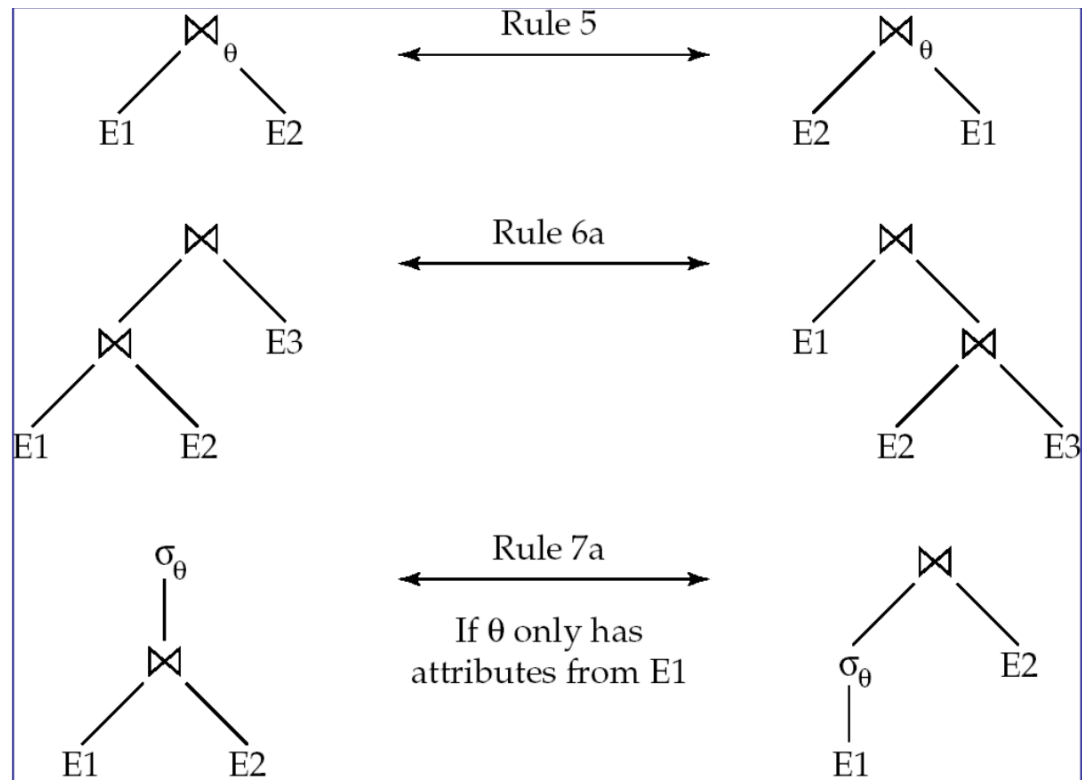 ⋈θ Rule 5 ⋈θ
E1 E2 E2 E1
⋈ Rule 6a ⋈
⋈ E3 E1 ⋈
E1 E2 E2 E3
σθ Rule 7a ⋈
⋈ If θ only has
attributes from E1 σθ E2
E1 E2 E1